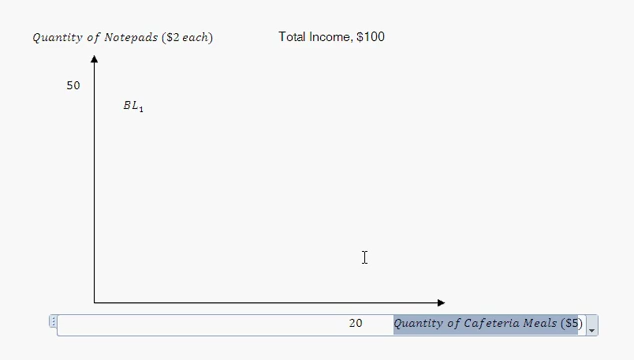 Quantity of Notepads ($2 each)
Total Income, $100
50
BL₁
20
Quantity of Cafeteria Meals ($5)